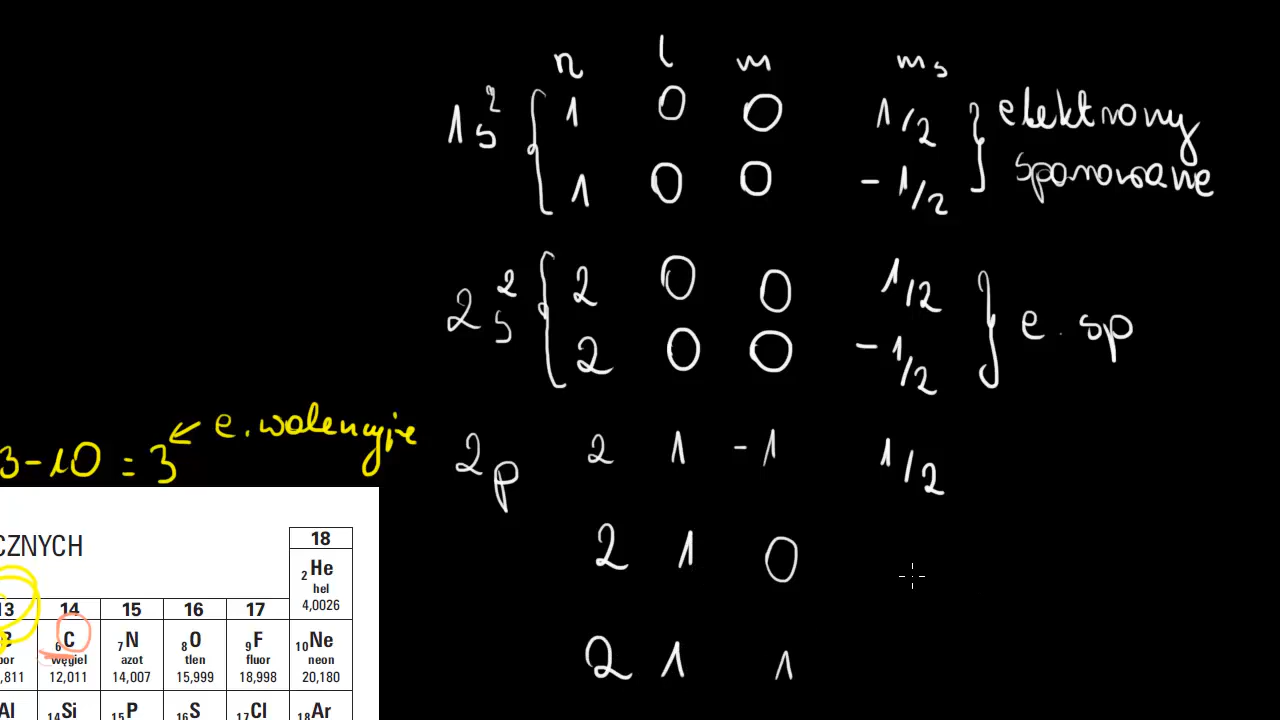 n l m ms
1s² 1 0 0 1/2 elektrony
1 0 0 -1/2 sparowane
2s² 2 0 0 1/2 e. sp
2 0 0 -1/2
2p 2 1 -1 1/2
2 1 0
2 1 1
3-10 = 3 ← e. walencyjne
CZNYCH
18
2He
hel
4,0026
13 14 15 16 17
B 6C 7N 8O 9F 10Ne
bor węgiel azot tlen fluor neon
,811 12,011 14,007 15,999 18,998 20,180
Al 14Si 15P 16S 17Cl 18Ar